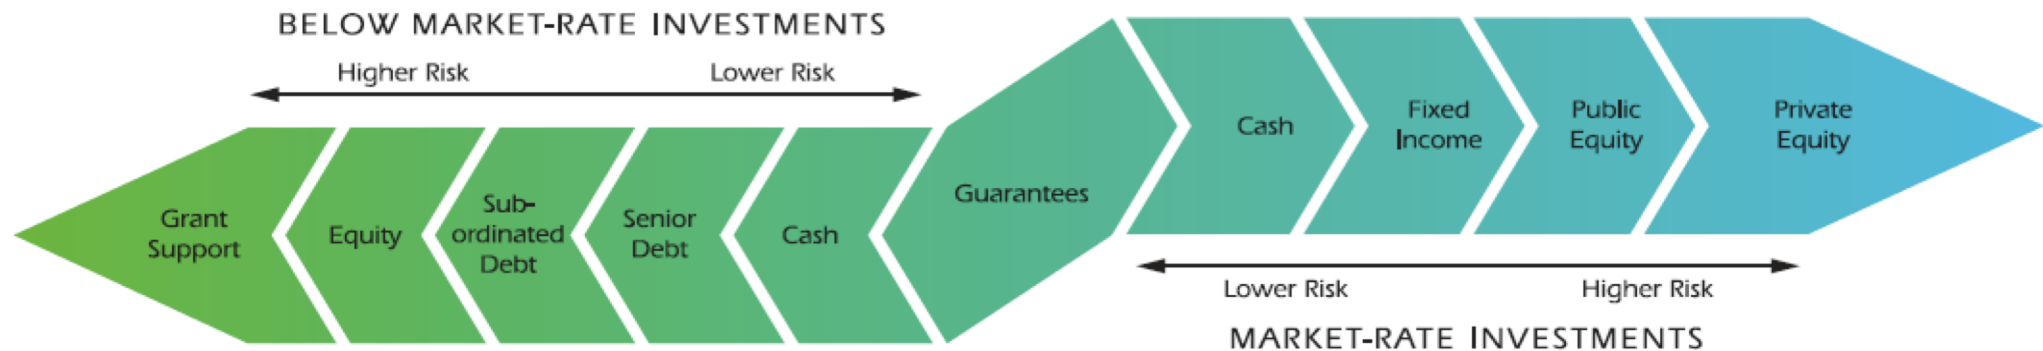 BELOW MARKET-RATE INVESTMENTS
Higher Risk
Lower Risk
Grant
Support
Equity
Sub-
ordinated
Debt
Senior
Debt
Cash
Guarantees
Cash
Fixed
Income
Public
Equity
Private
Equity
Lower Risk
Higher Risk
MARKET-RATE INVESTMENTS